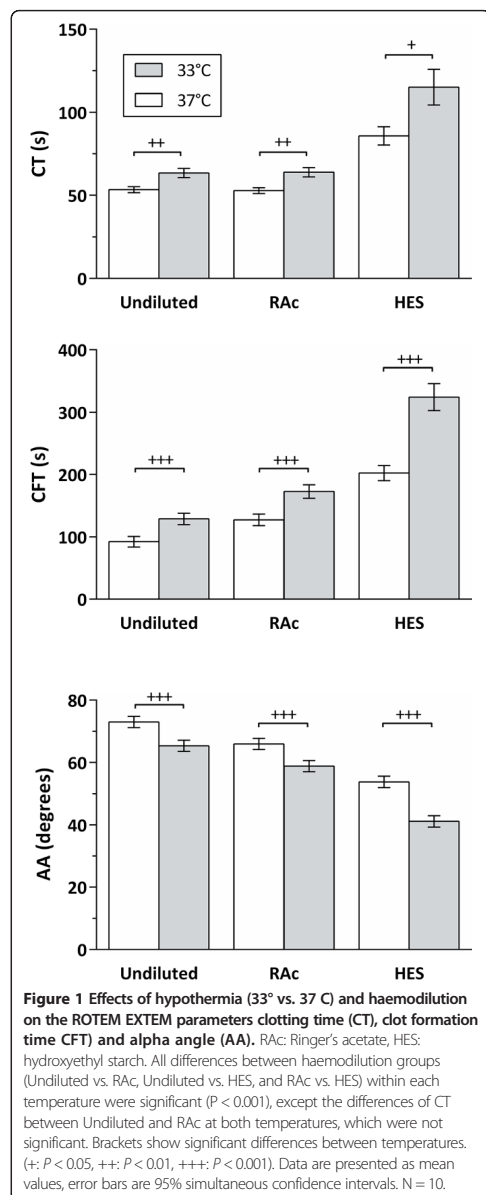 150
33°C
37°C
+
100
++
++
CT (s)
50
0
Undiluted
RAc
HES
400
+++
300
CFT (s)
200
+++
+++
100
0
Undiluted
RAc
HES
80
+++
+++
+++
60
AA (degrees)
40
20
0
Undiluted
RAc
HES
Figure 1 Effects of hypothermia (33° vs. 37 C) and haemodilution
on the ROTEM EXTEM parameters clotting time (CT), clot formation
time CFT) and alpha angle (AA). RAc: Ringer's acetate, HES:
hydroxyethyl starch. All differences between haemodilution groups
(Undiluted vs. RAc, Undiluted vs. HES, and RAc vs. HES) within each
temperature were significant (P < 0.001), except the differences of CT
between Undiluted and RAc at both temperatures, which were not
significant. Brackets show significant differences between temperatures.
(+: P < 0.05, ++: P < 0.01, +++: P < 0.001). Data are presented as mean
values, error bars are 95% simultaneous confidence intervals. N = 10.